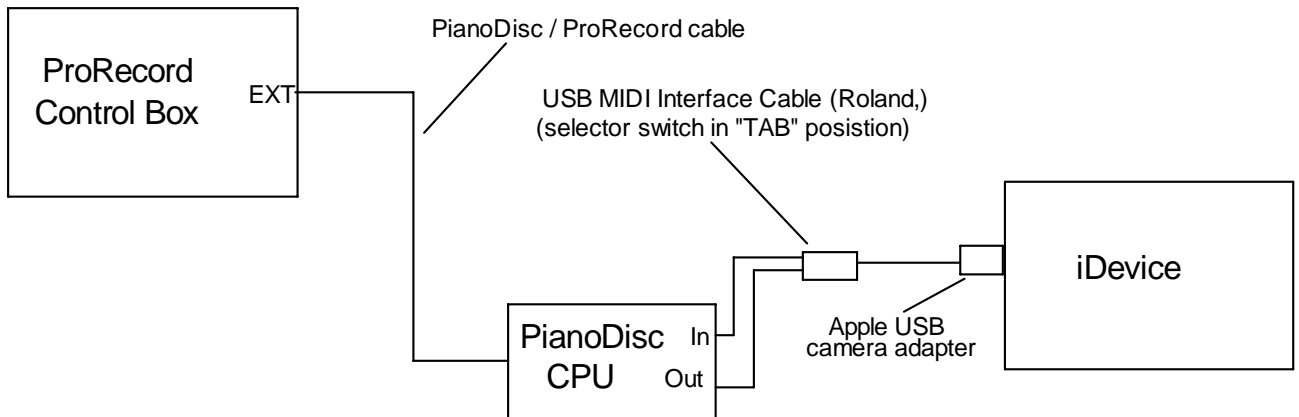 PianoDisc / ProRecord cable
ProRecord
Control Box
EXT
USB MIDI Interface Cable (Roland,)
(selector switch in "TAB" posistion)
iDevice
Apple USB
camera adapter
PianoDisc
CPU
In
Out